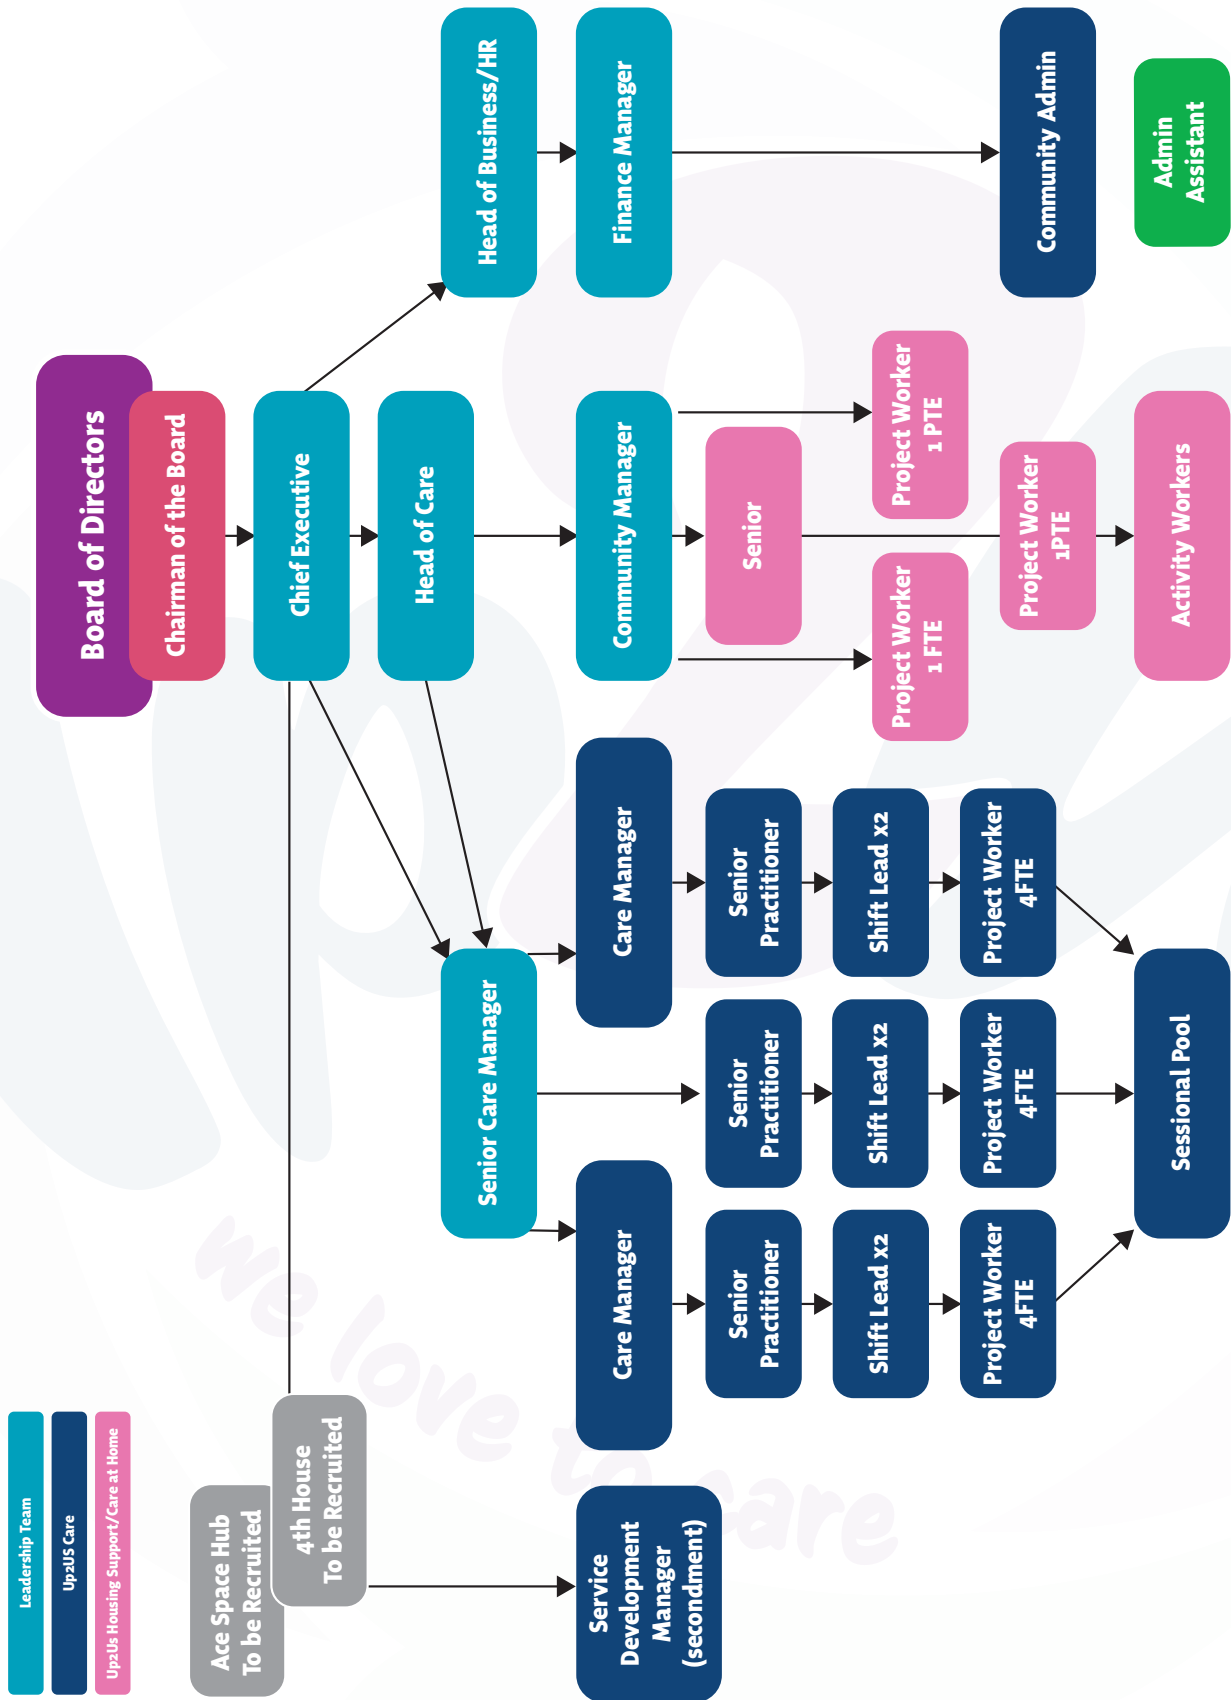 Leadership Team
Up2US Care
Up2Us Housing Support/Care at Home
Board of Directors
Chairman of the Board
Ace Space Hub
To be Recruited
4th House
To be Recruited
Chief Executive
Head of Care
Senior Care Manager
Head of Business/HR
Service
Development
Manager
(secondment)
Care Manager
Care Manager
Community Manager
Finance Manager
Senior
Practitioner
Senior
Practitioner
Senior
Practitioner
Senior
Shift Lead x2
Shift Lead x2
Shift Lead x2
Project Worker
1 FTE
Project Worker
1 PTE
Project Worker
4FTE
Project Worker
4FTE
Project Worker
4FTE
Project Worker
1PTE
Community Admin
Sessional Pool
Activity Workers
Admin
Assistant
we love to care